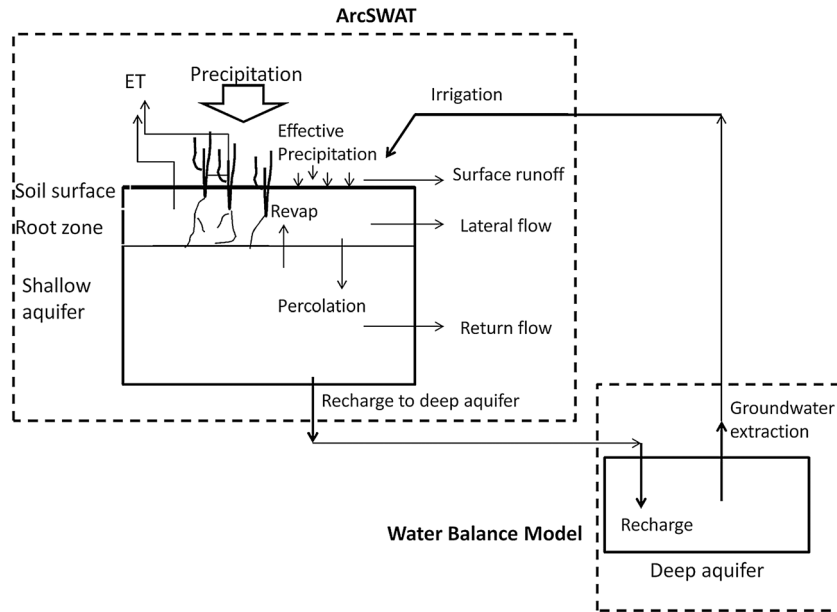 ArcSWAT
ET
Precipitation
Irrigation
Effective
Precipitation
Surface runoff
Soil surface
Revap
Root zone
Lateral flow
Shallow
aquifer
Percolation
Return flow
Recharge to deep aquifer
Groundwater
extraction
Recharge
Water Balance Model
Deep aquifer